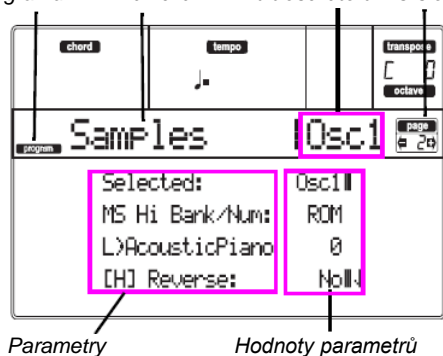 chord tempo transpose
C 0
octave
program Samples Osc1 page
2
Selected: Osc1
MS Hi Bank/Num: ROM
L)AcousticPiano 0
[H] Reverse: No
Parametry Hodnoty parametrů